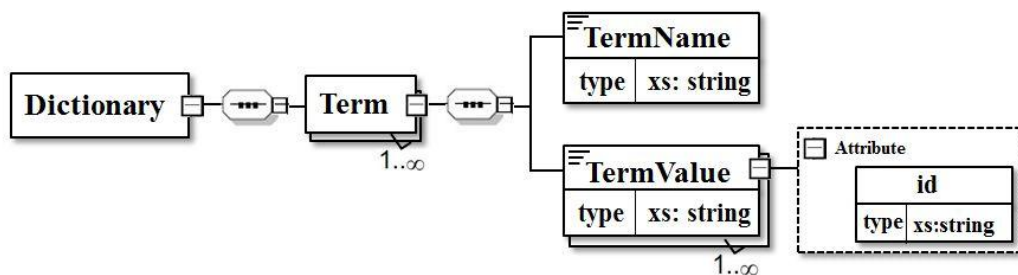 TermName
type xs: string
Dictionary
Term
1..∞
TermValue
type xs: string
1..∞
Attribute
id
type xs:string